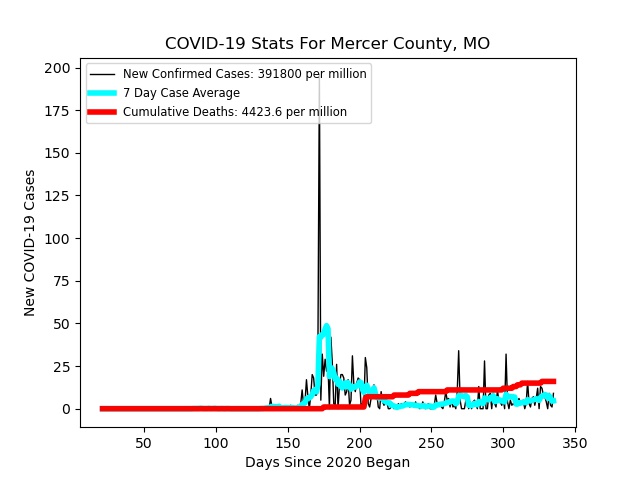 COVID-19 Stats For Mercer County, MO
New Confirmed Cases: 391800 per million
7 Day Case Average
Cumulative Deaths: 4423.6 per million
New COVID-19 Cases
200
175
150
125
100
75
50
25
0
50
100
150
200
250
300
350
Days Since 2020 Began